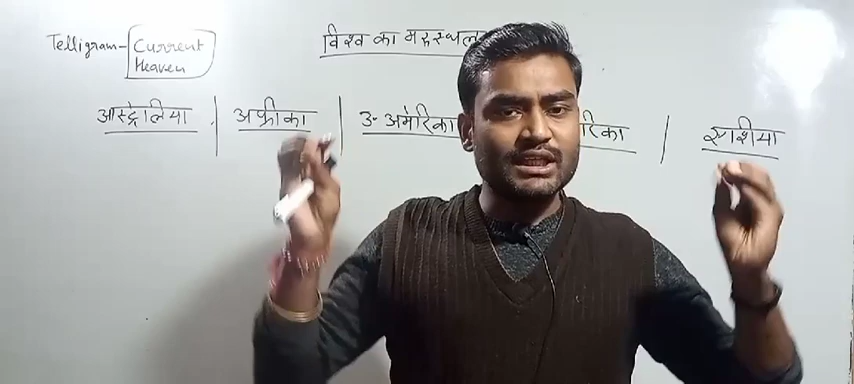 Telligram- Current
Heaven
विश्व का मरुस्थल
आस्ट्रेलिया | अफ्रीका | उ- अमेरिका रिका | एशिया